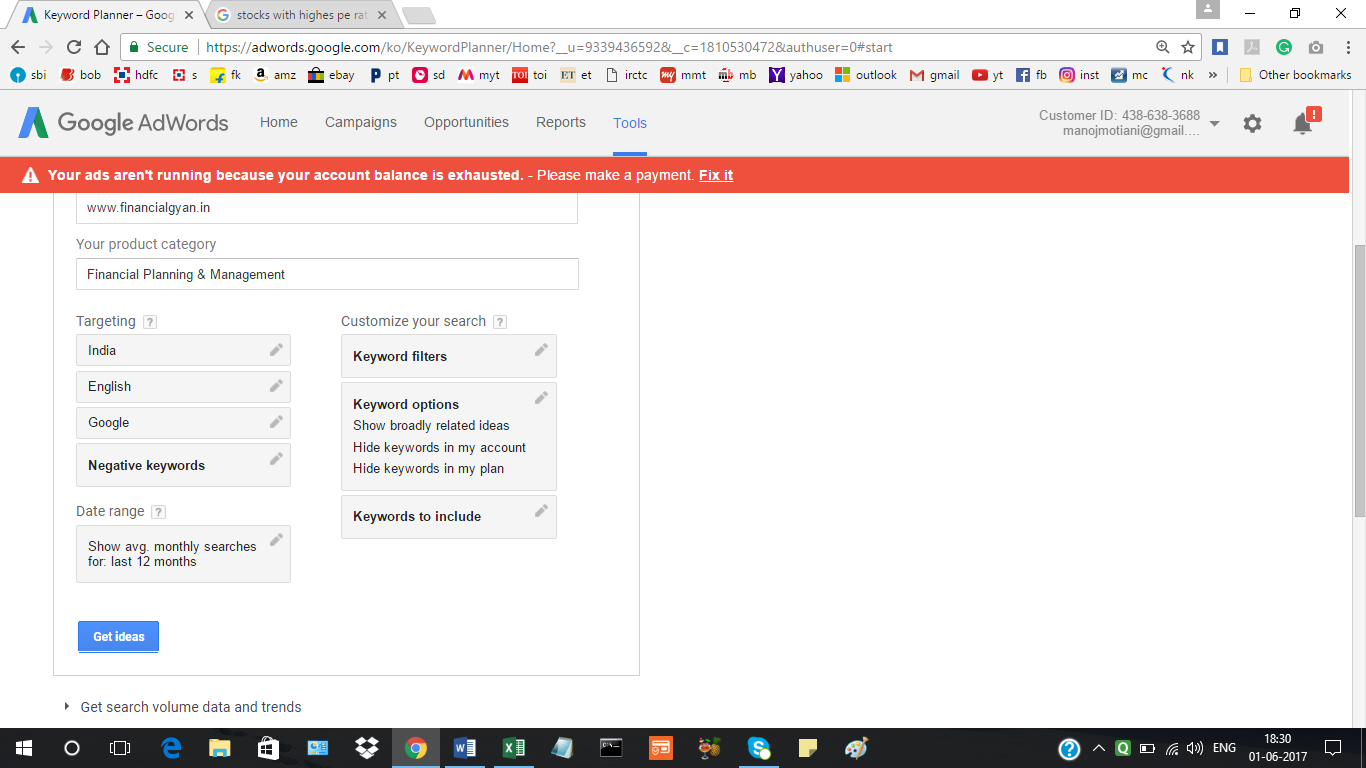 Keyword Planner – Goog
stocks with highes pe rat
Secure
https://adwords.google.com/ko/KeywordPlanner/Home?__u=9339436592&__c=1810530472&authuser=0#start
sbi bob hdfc s fk amz ebay pt sd myt TOI toi ET et irctc my mmt mb mb yahoo outlook gmail yt fb inst mc nk » Other bookmarks
Google AdWords
Home Campaigns Opportunities Reports Tools
Customer ID: 438-638-3688
manojmotiani@gmail....
Your ads aren't running because your account balance is exhausted. - Please make a payment. Fix it
www.financialgyan.in
Your product category
Financial Planning & Management
Targeting ?
India
English
Google
Negative keywords
Date range ?
Show avg. monthly searches
for: last 12 months
Customize your search ?
Keyword filters
Keyword options
Show broadly related ideas
Hide keywords in my account
Hide keywords in my plan
Keywords to include
Get ideas
Get search volume data and trends
ENG
18:30
01-06-2017